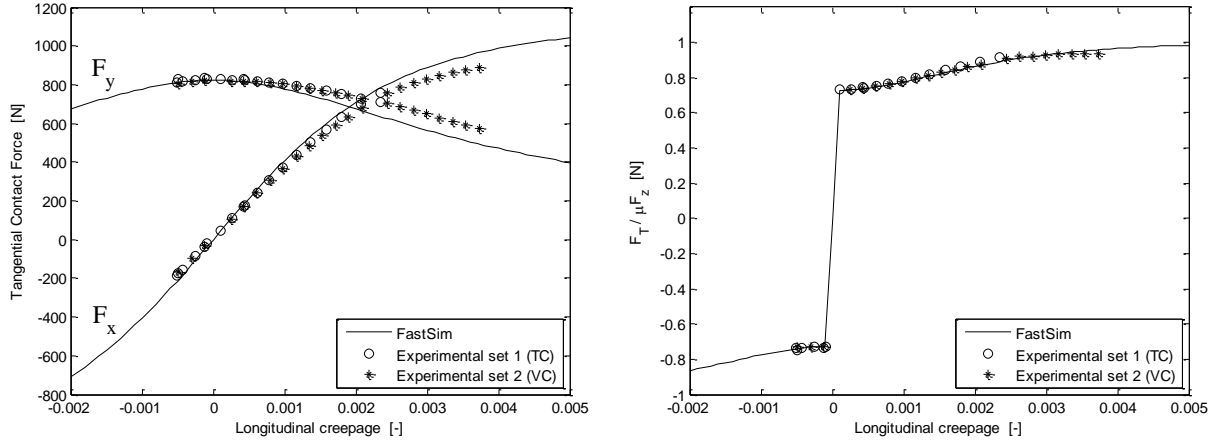 1200
1000
800
600
400
200
0
-200
-400
-600
-800
Tangential Contact Force [N]
F_y
F_x
FastSim
Experimental set 1 (TC)
Experimental set 2 (VC)
-0.002 -0.001 0 0.001 0.002 0.003 0.004 0.005
Longitudinal creepage [-]
1
0.8
0.6
0.4
0.2
0
-0.2
-0.4
-0.6
-0.8
-1
F_T / μF_z [N]
FastSim
Experimental set 1 (TC)
Experimental set 2 (VC)
-0.002 -0.001 0 0.001 0.002 0.003 0.004 0.005
Longitudinal creepage [-]